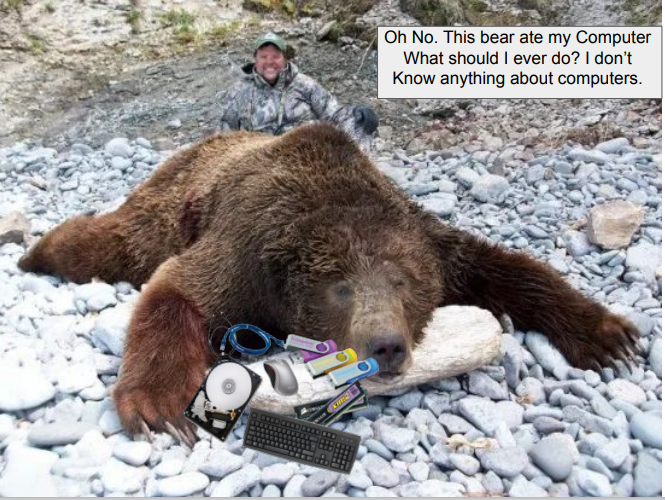 Oh No. This bear ate my Computer
What should I ever do? I don't
Know anything about computers.